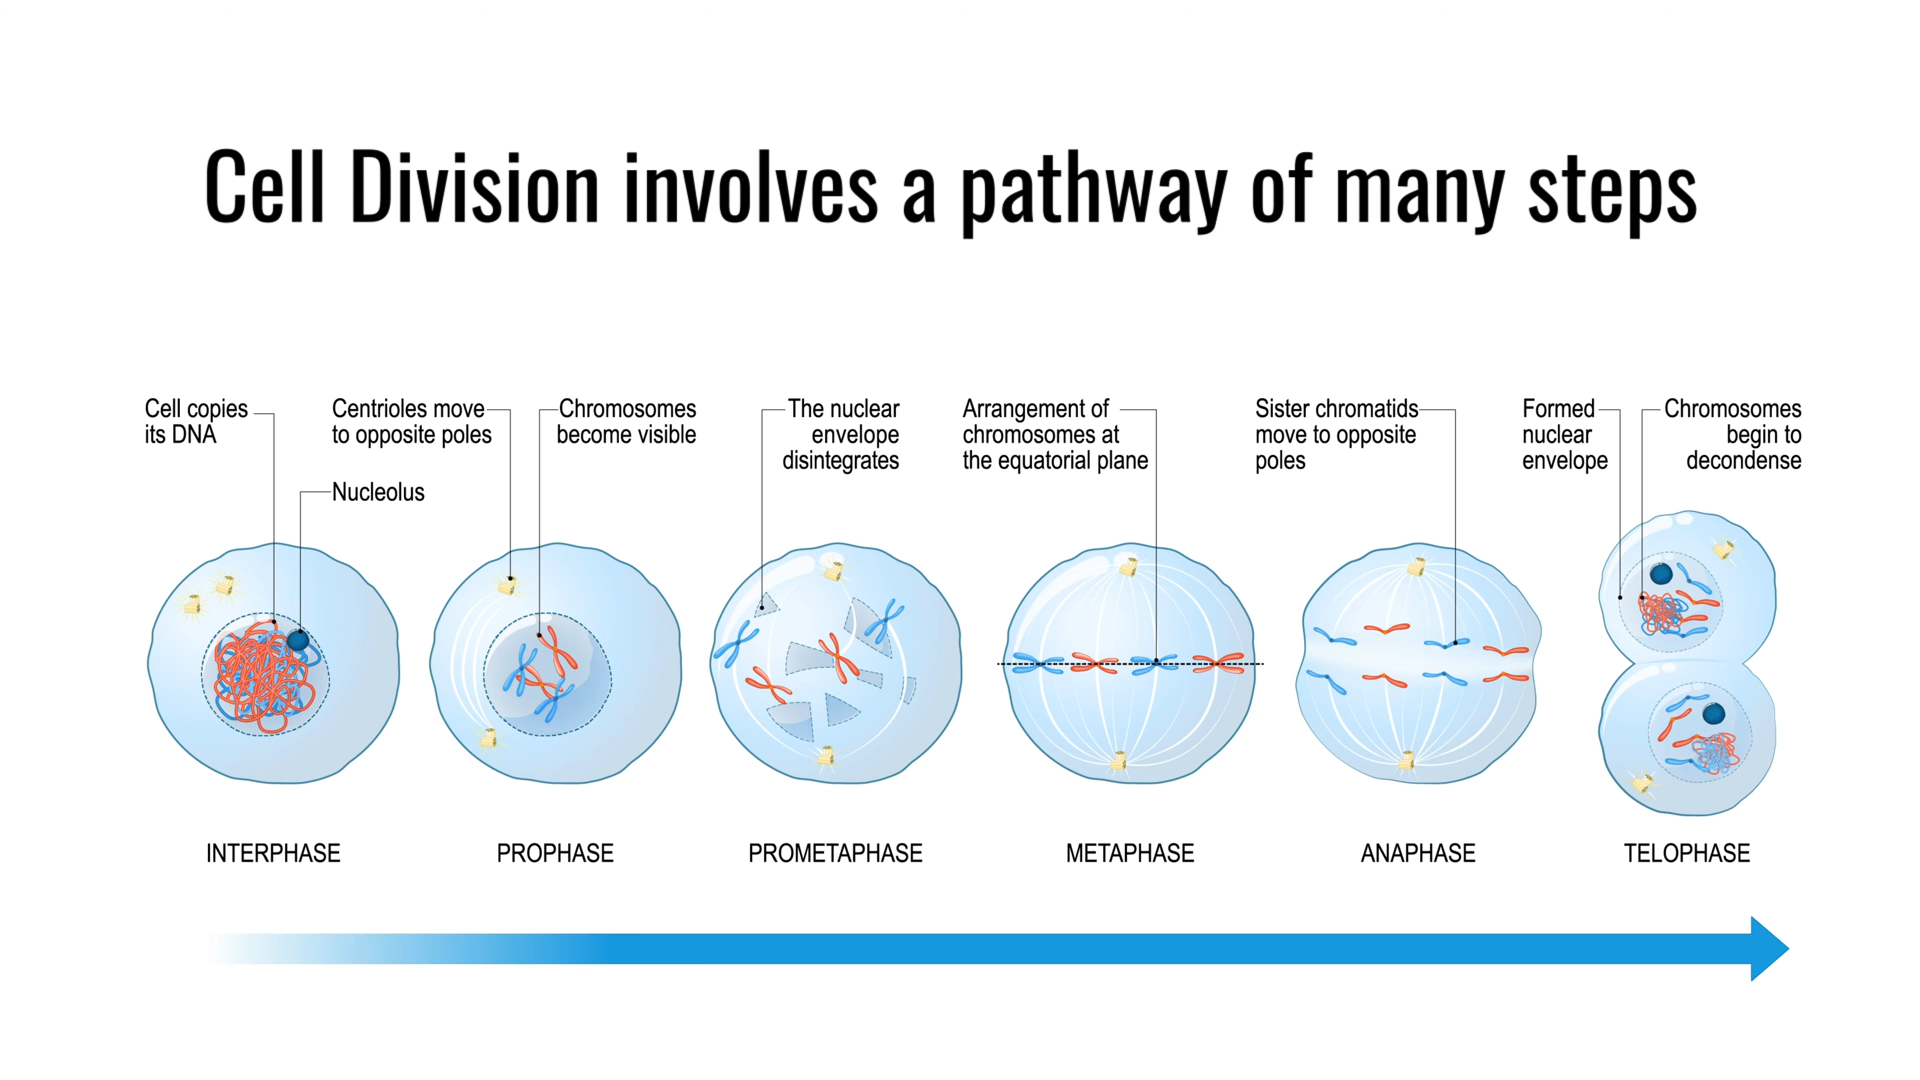 Cell Division involves a pathway of many steps
Cell copies
its DNA
Nucleolus
Centrioles move
to opposite poles
Chromosomes
become visible
The nuclear
envelope
disintegrates
Arrangement of
chromosomes at
the equatorial plane
Sister chromatids
move to opposite
poles
Formed
nuclear
envelope
Chromosomes
begin to
decondense
INTERPHASE
PROPHASE
PROMETAPHASE
METAPHASE
ANAPHASE
TELOPHASE